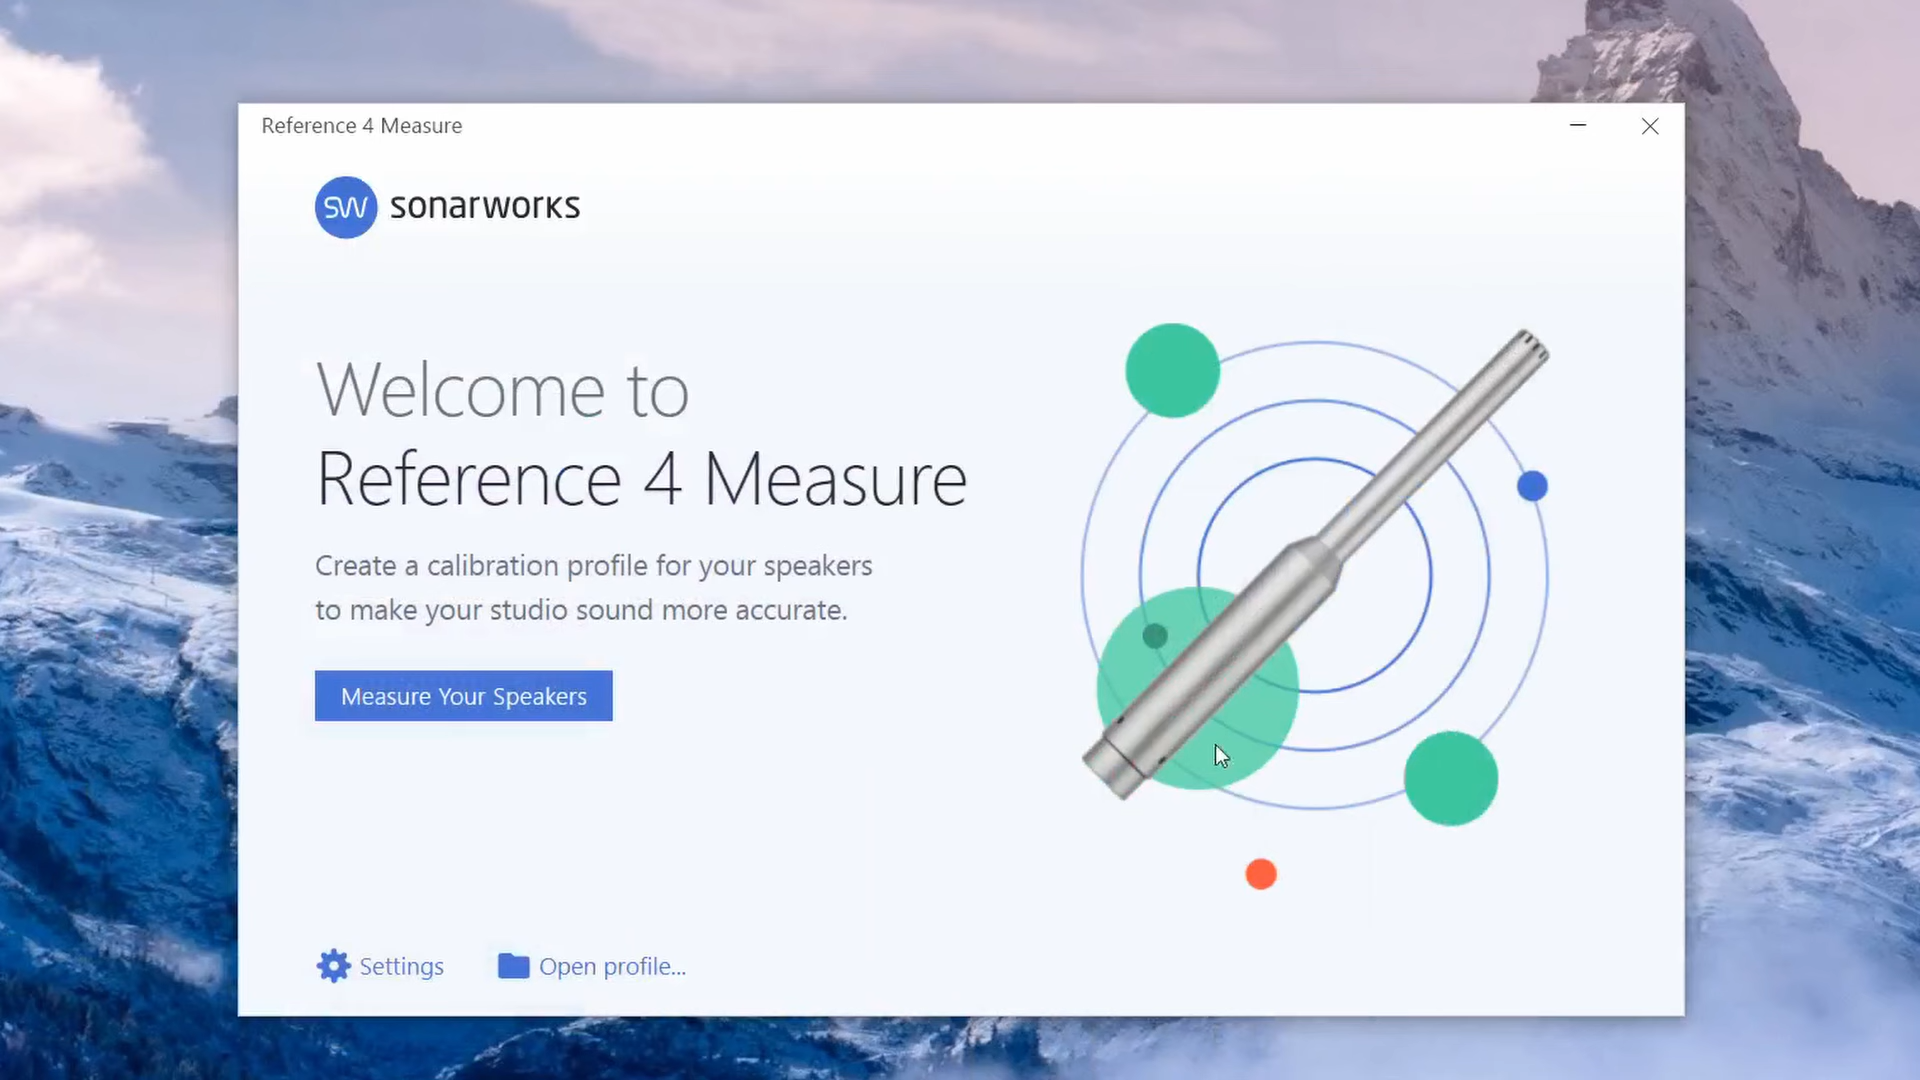 Reference 4 Measure
SW sonarworks
Welcome to
Reference 4 Measure
Create a calibration profile for your speakers
to make your studio sound more accurate.
Measure Your Speakers
Settings
Open profile...